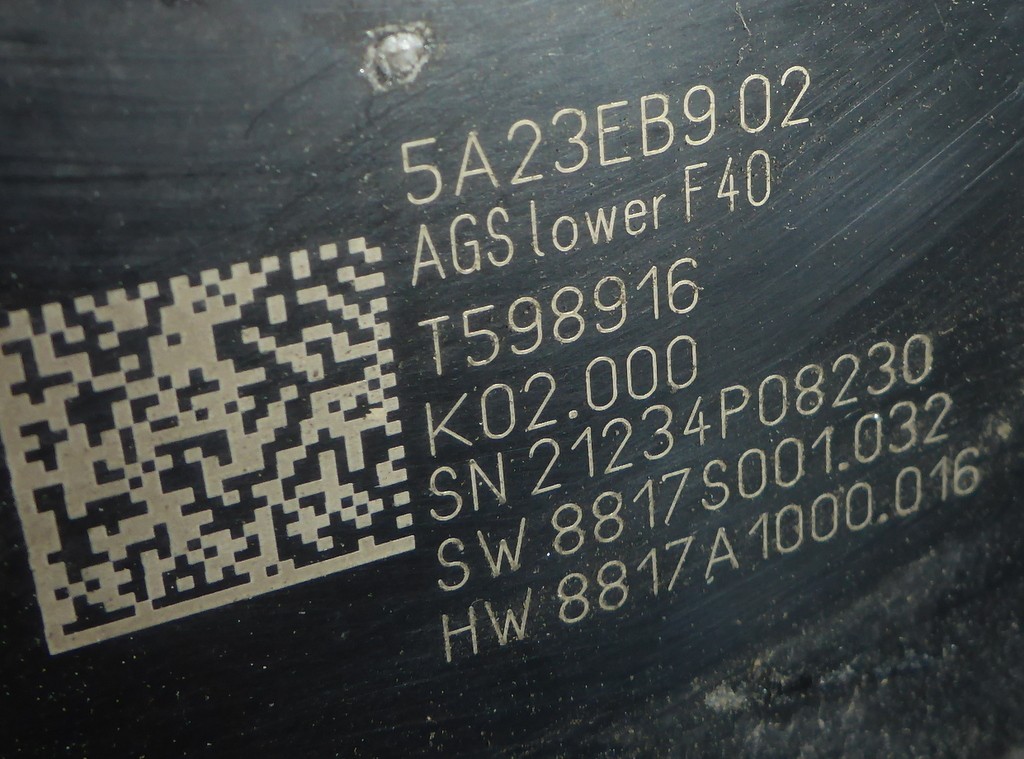 5A23EB9 02
AGS lower F40
T598916
K02.000
SN 21234P08230
SW 8817S001.032
HW 8817A1000.016